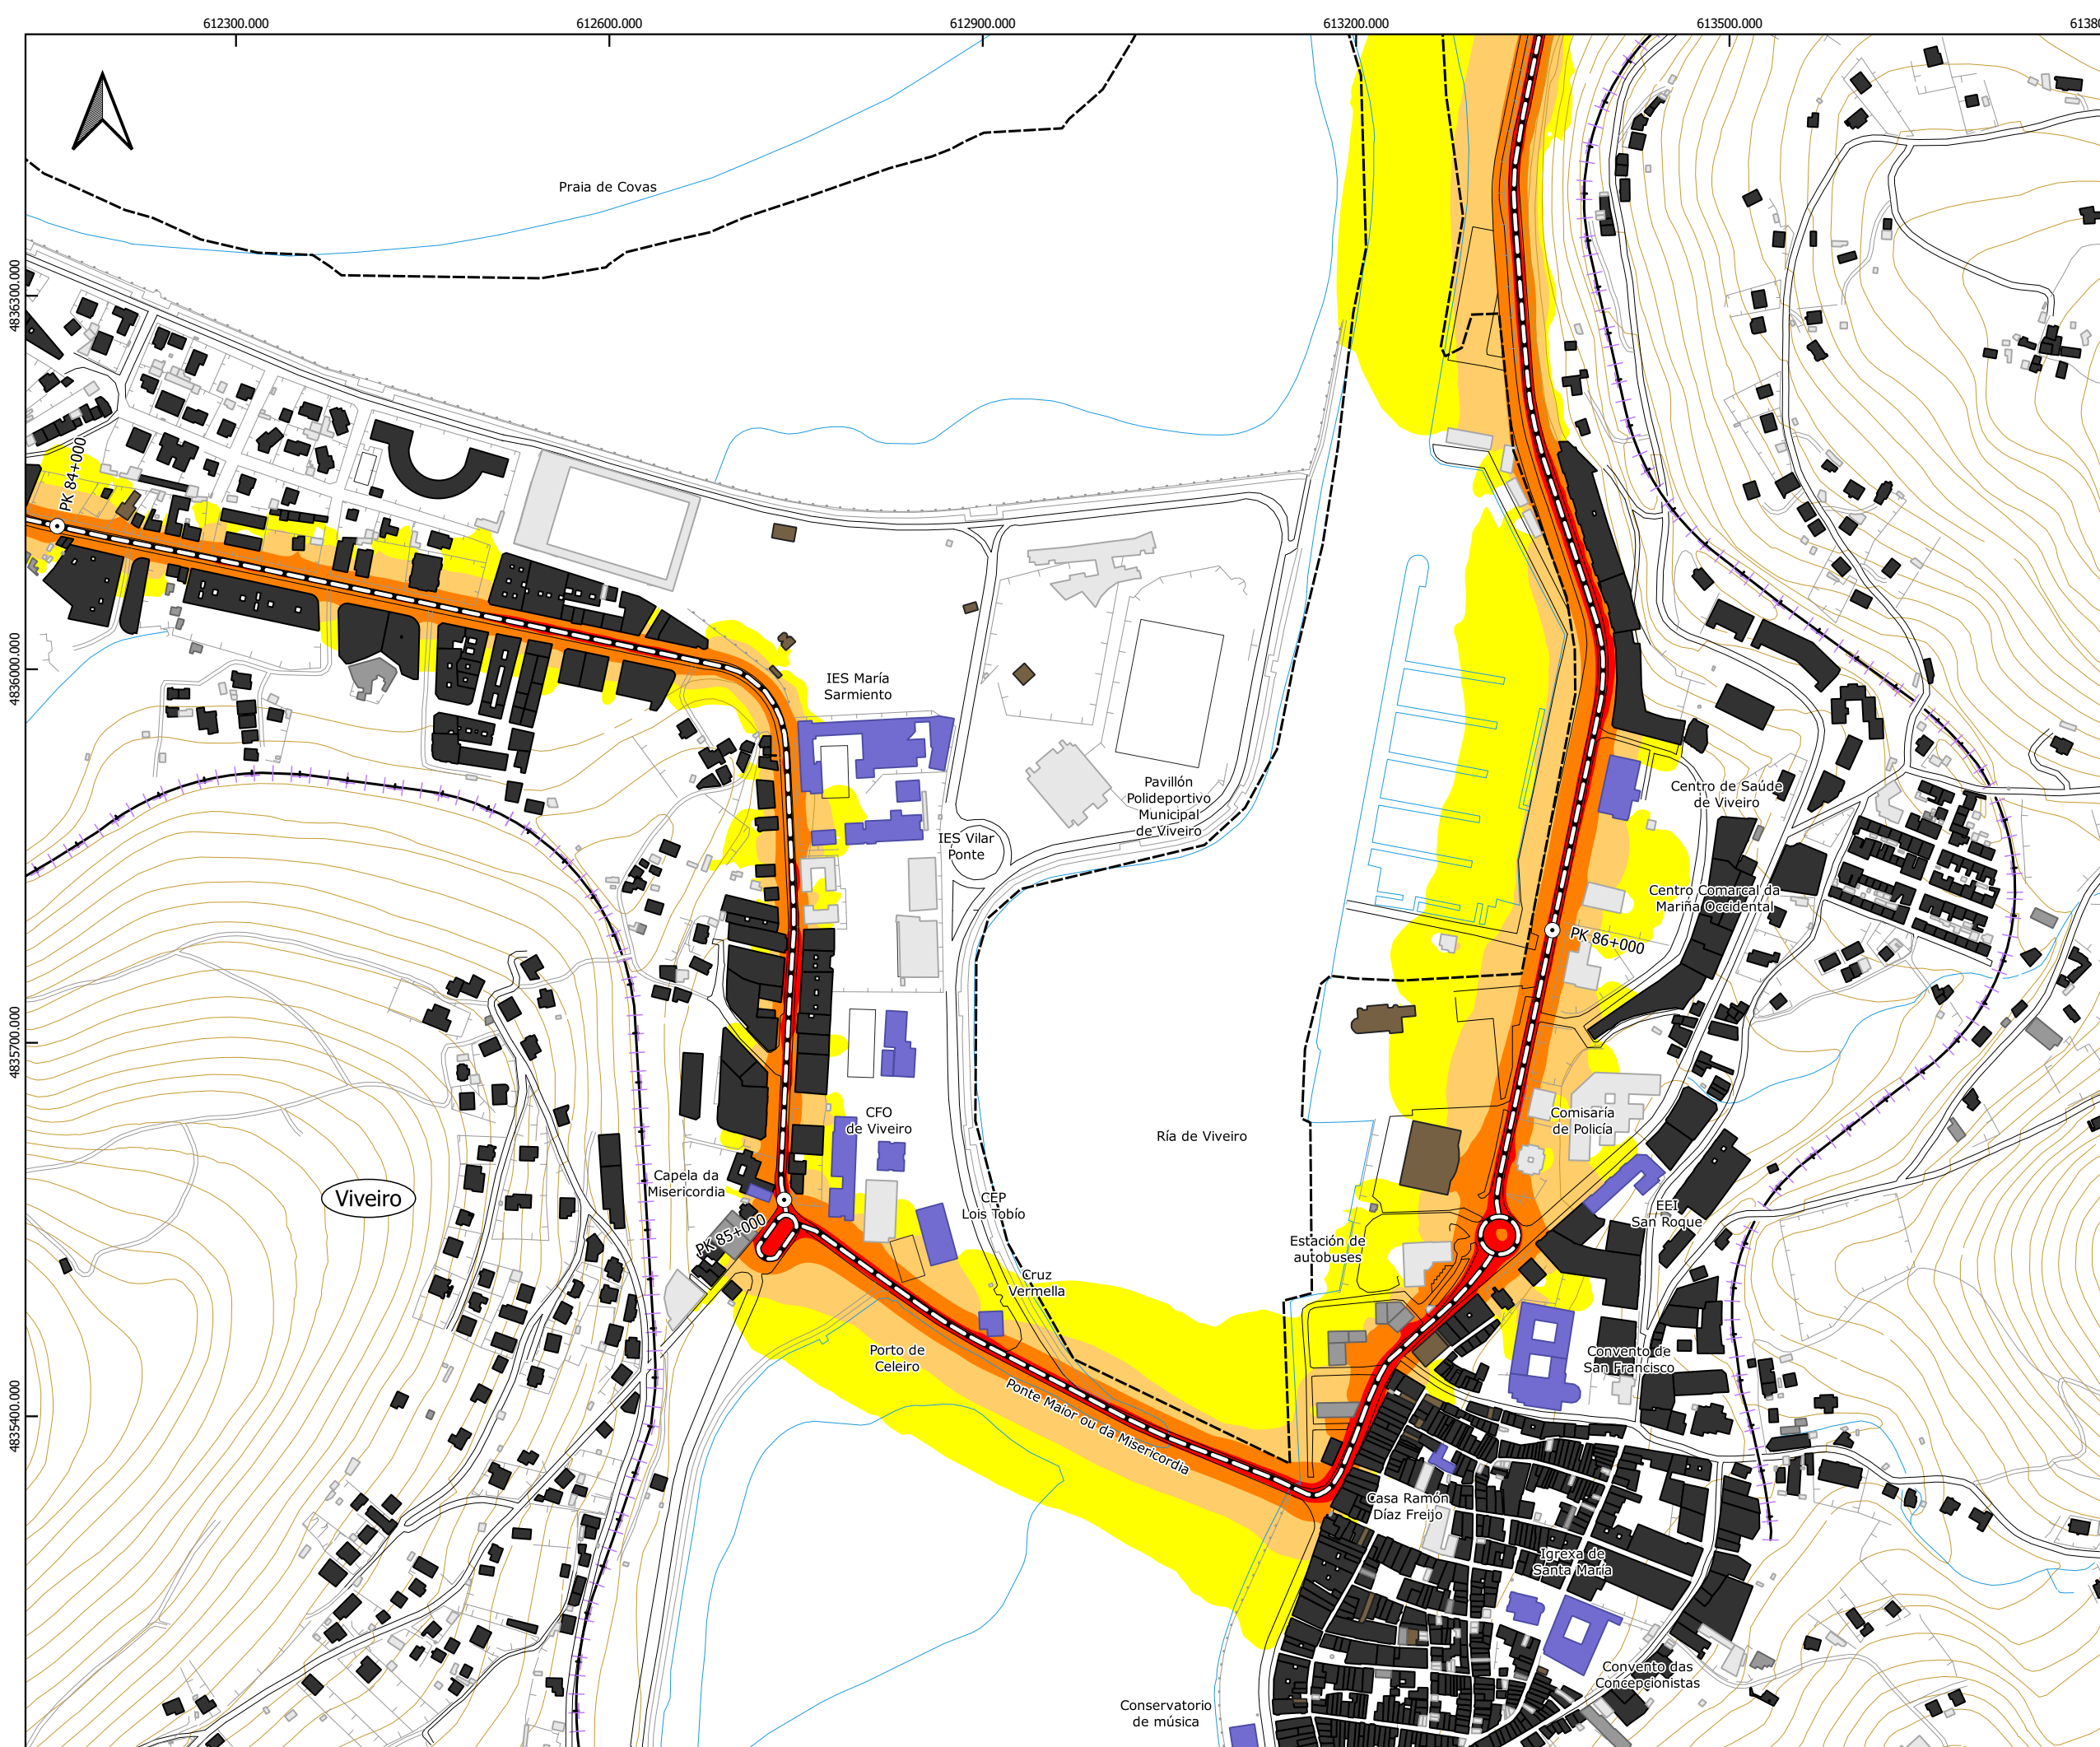 612300.000
612600.000
612900.000
613200.000
613500.000
6138
4836300.000
4836000.000
4835700.000
4835400.000
Praia de Covas
PK 84+000
IES María
Sarmiento
Pavillón
Polideportivo
Municipal
de Viveiro
Centro de Saúde
de Viveiro
IES Vilar
Ponte
Centro Comarcal da
Mariña Occidental
PK 86+000
CFO
de Viveiro
Ría de Viveiro
Comisaría
de Policía
Capela da
Misericordia
Viveiro
CEP
Lois Tobío
EEI
San Roque
PK 85+000
Estación de
autobuses
Cruz
Vermella
Porto de
Celeiro
Convento de
San Francisco
Ponte Maior ou da Misericordia
Casa Ramón
Díaz Freijo
Igrexa de
Santa María
Convento das
Concepcionistas
Conservatorio
de música